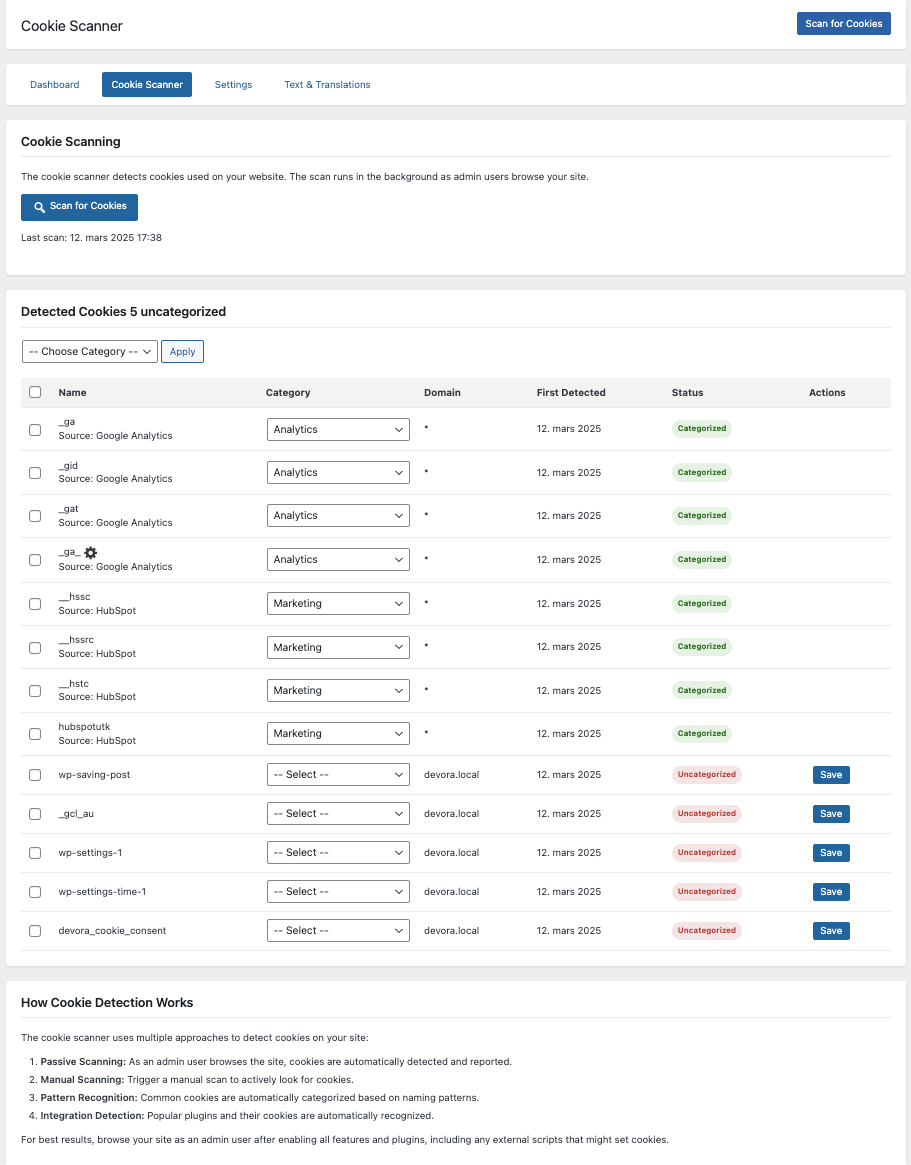 Cookie Scanner
Scan for Cookies
Dashboard
Cookie Scanner
Settings
Text & Translations
Cookie Scanning
The cookie scanner detects cookies used on your website. The scan runs in the background as admin users browse your site.
Scan for Cookies
Last scan: 12. mars 2025 17:38
Detected Cookies 5 uncategorized
-- Choose Category --
Apply
Name Category Domain First Detected Status Actions
_ga
Source: Google Analytics
Analytics * 12. mars 2025 Categorized
_gid
Source: Google Analytics
Analytics * 12. mars 2025 Categorized
_gat
Source: Google Analytics
Analytics * 12. mars 2025 Categorized
_ga_
Source: Google Analytics
Analytics * 12. mars 2025 Categorized
__hssc
Source: HubSpot
Marketing * 12. mars 2025 Categorized
__hssrc
Source: HubSpot
Marketing * 12. mars 2025 Categorized
__hstc
Source: HubSpot
Marketing * 12. mars 2025 Categorized
hubspotutk
Source: HubSpot
Marketing * 12. mars 2025 Categorized
wp-saving-post -- Select -- devora.local 12. mars 2025 Uncategorized Save
_gcl_au -- Select -- devora.local 12. mars 2025 Uncategorized Save
wp-settings-1 -- Select -- devora.local 12. mars 2025 Uncategorized Save
wp-settings-time-1 -- Select -- devora.local 12. mars 2025 Uncategorized Save
devora_cookie_consent -- Select -- devora.local 12. mars 2025 Uncategorized Save
How Cookie Detection Works
The cookie scanner uses multiple approaches to detect cookies on your site:
1. Passive Scanning: As an admin user browses the site, cookies are automatically detected and reported.
2. Manual Scanning: Trigger a manual scan to actively look for cookies.
3. Pattern Recognition: Common cookies are automatically categorized based on naming patterns.
4. Integration Detection: Popular plugins and their cookies are automatically recognized.
For best results, browse your site as an admin user after enabling all features and plugins, including any external scripts that might set cookies.